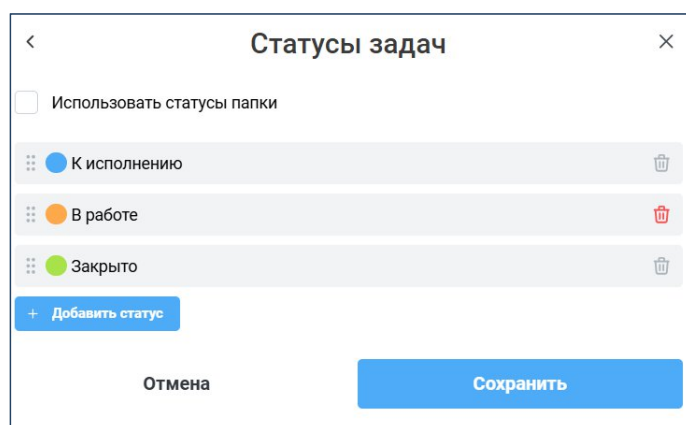 Статусы задач
Использовать статусы папки
К исполнению
В работе
Закрыто
+ Добавить статус
Отмена
Сохранить